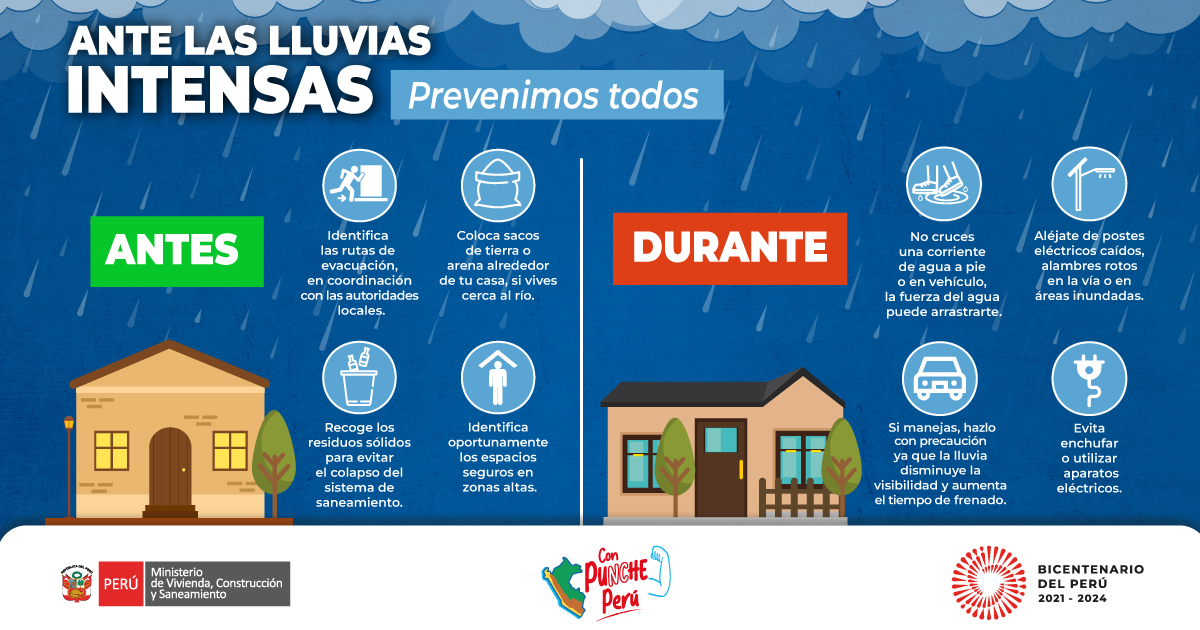 ANTE LAS LLUVIAS
INTENSAS
Prevenimos todos
ANTES
Identifica
las rutas de
evacuación,
en coordinación
con las autoridades
locales.
Coloca sacos
de tierra o
arena alrededor
de tu casa, si vives
cerca al río.
Recoge los
residuos sólidos
para evitar
el colapso del
sistema de
saneamiento.
Identifica
oportunamente
los espacios
seguros en
zonas altas.
DURANTE
No cruces
una corriente
de agua a pie
o en vehículo,
la fuerza del agua
puede arrastrarte.
Aléjate de postes
eléctricos caídos,
alambres rotos
en la vía o en
áreas inundadas.
Si manejas, hazlo
con precaución
ya que la lluvia
disminuye la
visibilidad y aumenta
el tiempo de frenado.
Evita
enchufar
o utilizar
aparatos
eléctricos.
REPÚBLICA DEL PERÚ
PERÚ
Ministerio
de Vivienda, Construcción
y Saneamiento
Con
PUNCHE
Perú
BICENTENARIO
DEL PERÚ
2021 - 2024